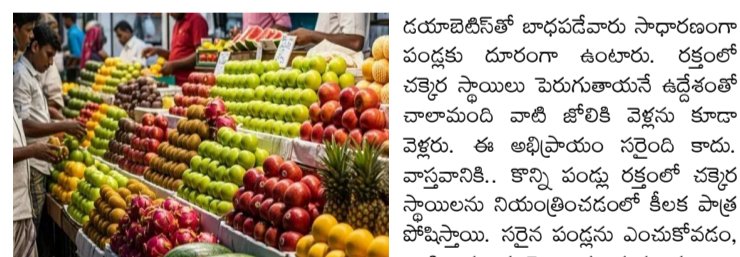 డయాబెటిస్‌తో బాధపడేవారు సాధారణంగా
పండ్లకు దూరంగా ఉంటారు. రక్తంలో
చక్కెర స్థాయిలు పెరుగుతాయనే ఉద్దేశంతో
చాలామంది వాటి జోలికి వెళ్లను కూడా
వెళ్లరు. ఈ అభిప్రాయం సరైంది కాదు.
వాస్తవానికి.. కొన్ని పండ్లు రక్తంలో చక్కెర
స్థాయిలను నియంత్రించడంలో కీలక పాత్ర
పోషిస్తాయి. సరైన పండ్లను ఎంచుకోవడం,